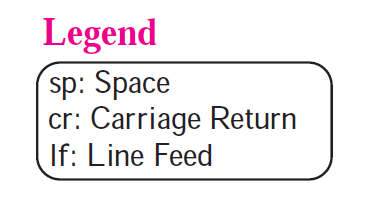 Legend
sp: Space
cr: Carriage Return
lf: Line Feed